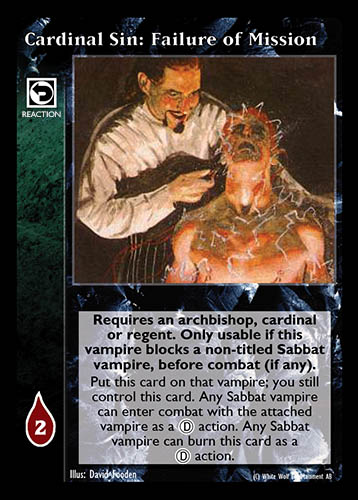 Cardinal Sin: Failure of Mission
REACTION
Requires an archbishop, cardinal
or regent. Only usable if this
vampire blocks a non-titled Sabbat
vampire, before combat (if any).
Put this card on that vampire; you still
control this card. Any Sabbat vampire
can enter combat with the attached
vampire as a Ⓓ action. Any Sabbat
vampire can burn this card as a
Ⓓ action.
2
Illus: David Fooden
(C) White Wolf Entertainment AB